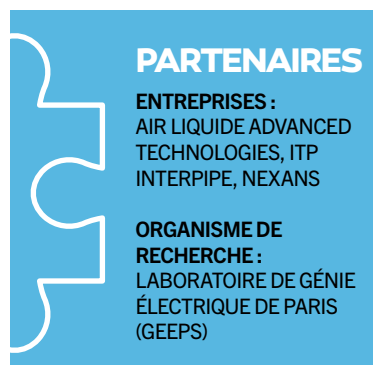 PARTENAIRES
ENTREPRISES :
AIR LIQUIDE ADVANCED
TECHNOLOGIES, ITP
INTERPIPE, NEXANS
ORGANISME DE
RECHERCHE :
LABORATOIRE DE GÉNIE
ÉLECTRIQUE DE PARIS
(GEEPS)